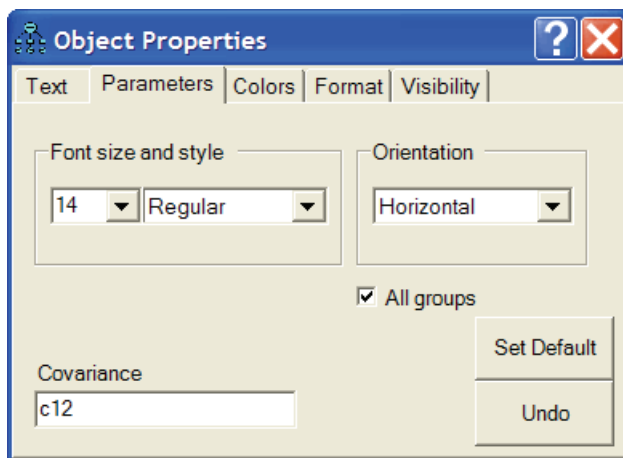 Object Properties ?
Text Parameters Colors Format Visibility
Font size and style Orientation
14 Regular Horizontal
All groups
Set Default
Covariance
c12
Undo